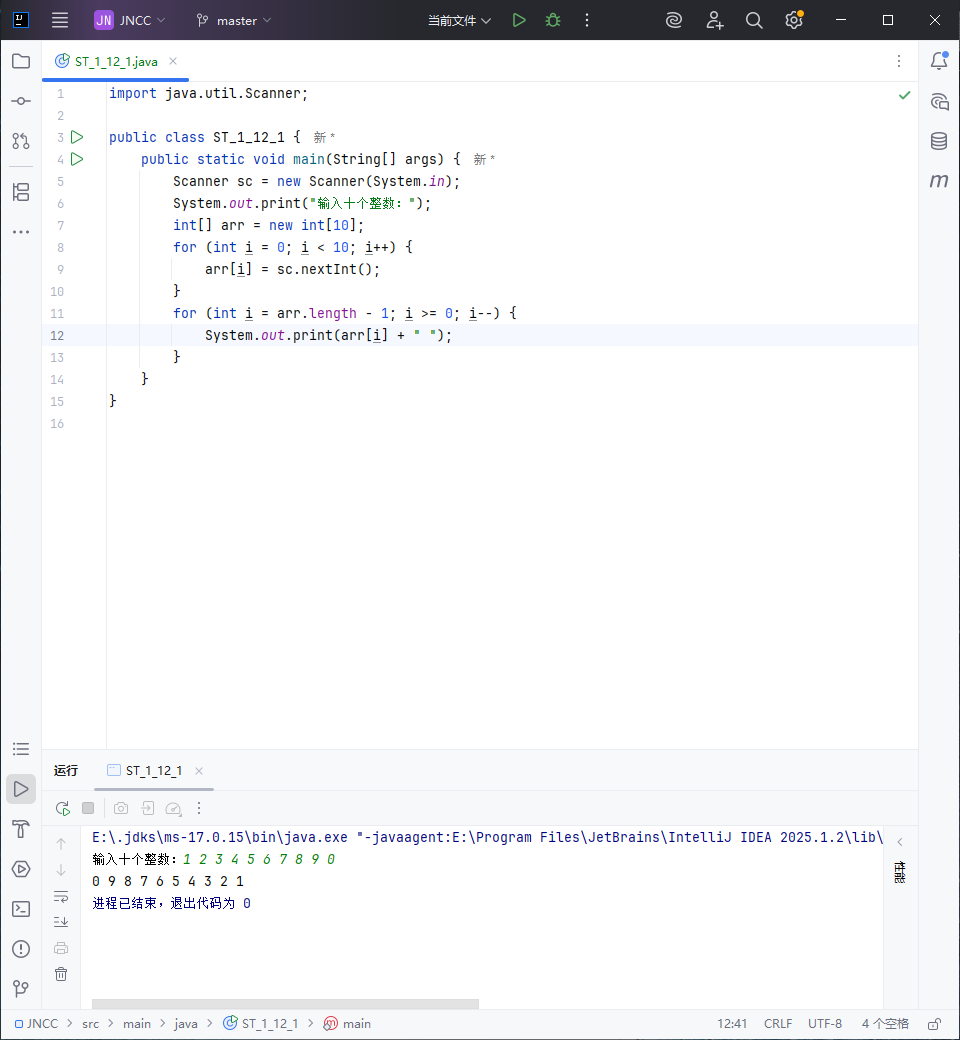 JN JNCC master 当前文件
ST_1_12_1.java
1 import java.util.Scanner;
2
3 public class ST_1_12_1 { 新 *
4 public static void main(String[] args) { 新 *
5 Scanner sc = new Scanner(System.in);
6 System.out.print("输入十个整数：");
7 int[] arr = new int[10];
8 for (int i = 0; i < 10; i++) {
9 arr[i] = sc.nextInt();
10 }
11 for (int i = arr.length - 1; i >= 0; i--) {
12 System.out.print(arr[i] + " ");
13 }
14 }
15 }
16
m
运行 ST_1_12_1
E:\.jdks\ms-17.0.15\bin\java.exe "-javaagent:E:\Program Files\JetBrains\IntelliJ IDEA 2025.1.2\lib\
输入十个整数：1 2 3 4 5 6 7 8 9 0
0 9 8 7 6 5 4 3 2 1
进程已结束，退出代码为 0
性能
JNCC > src > main > java > ST_1_12_1 > main 12:41 CRLF UTF-8 4 个空格